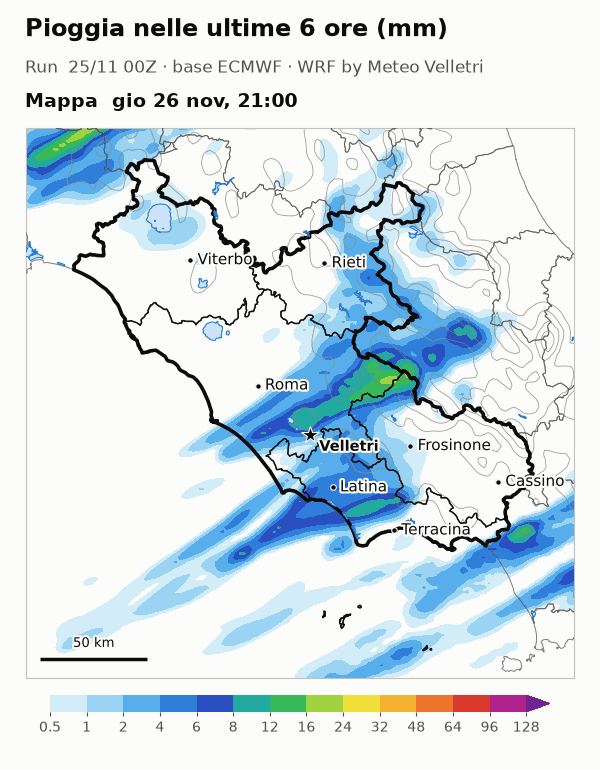 Pioggia nelle ultime 6 ore (mm)
Run 25/11 00Z · base ECMWF · WRF by Meteo Velletri
Mappa gio 26 nov, 21:00
Viterbo
Rieti
Roma
Velletri
Frosinone
Latina
Cassino
Terracina
50 km
0.5 1 2 4 6 8 12 16 24 32 48 64 96 128